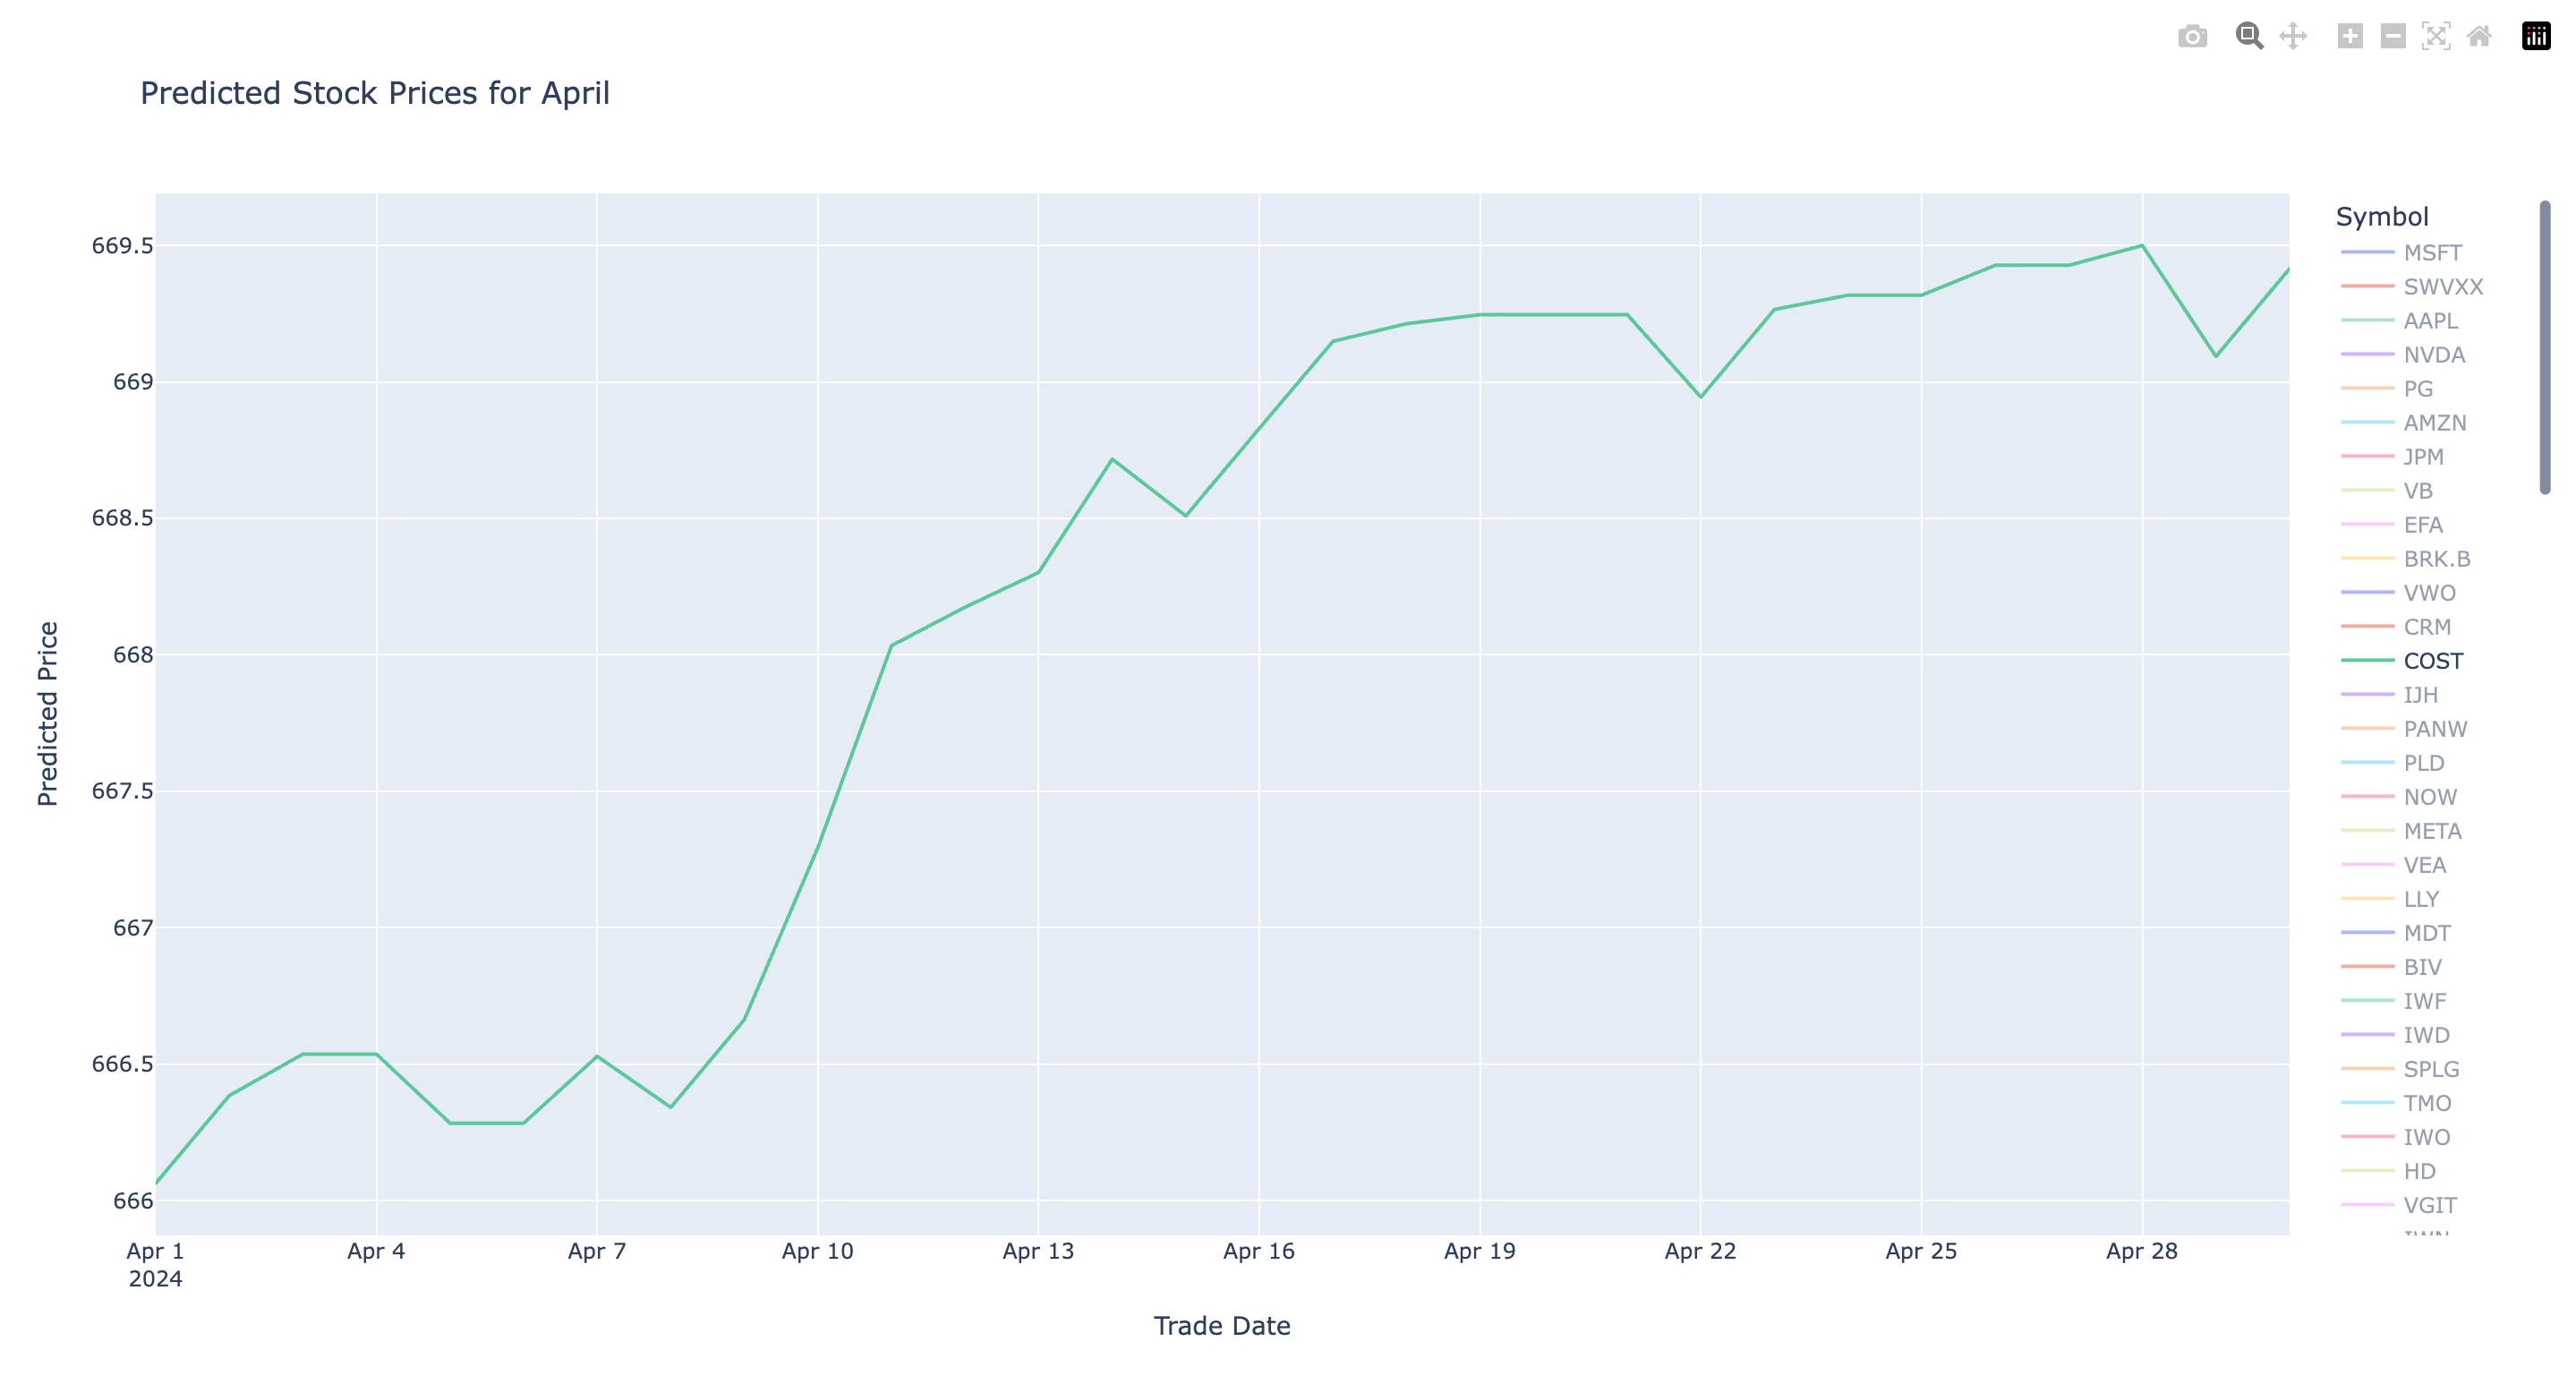 Predicted Stock Prices for April
669.5
669
668.5
668
667.5
667
666.5
666
Predicted Price
Apr 1
2024
Apr 4
Apr 7
Apr 10
Apr 13
Apr 16
Apr 19
Apr 22
Apr 25
Apr 28
Trade Date
Symbol
MSFT
SWVXX
AAPL
NVDA
PG
AMZN
JPM
VB
EFA
BRK.B
VWO
CRM
COST
IJH
PANW
PLD
NOW
META
VEA
LLY
MDT
BIV
IWF
IWD
SPLG
TMO
IWO
HD
VGIT